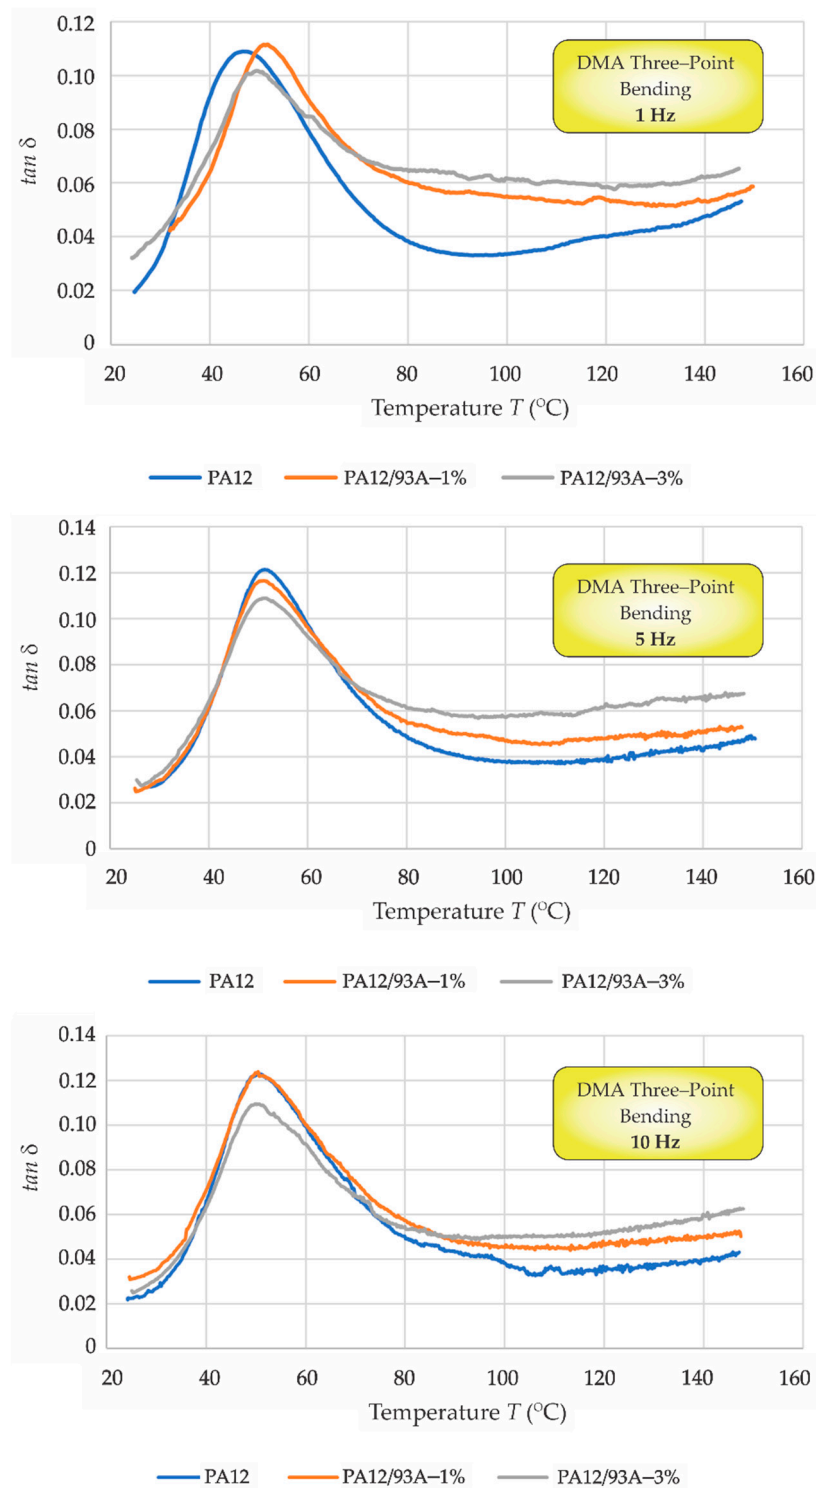 0.12
0.10
0.08
0.06
0.04
0.02
0
tan δ
DMA Three–Point
Bending
1 Hz
20 40 60 80 100 120 140 160
Temperature T (°C)
PA12 PA12/93A–1% PA12/93A–3%
0.14
0.12
0.10
0.08
0.06
0.04
0.02
0
tan δ
DMA Three–Point
Bending
5 Hz
20 40 60 80 100 120 140 160
Temperature T (°C)
PA12 PA12/93A–1% PA12/93A–3%
0.14
0.12
0.10
0.08
0.06
0.04
0.02
0
tan δ
DMA Three–Point
Bending
10 Hz
20 40 60 80 100 120 140 160
Temperature T (°C)
PA12 PA12/93A–1% PA12/93A–3%